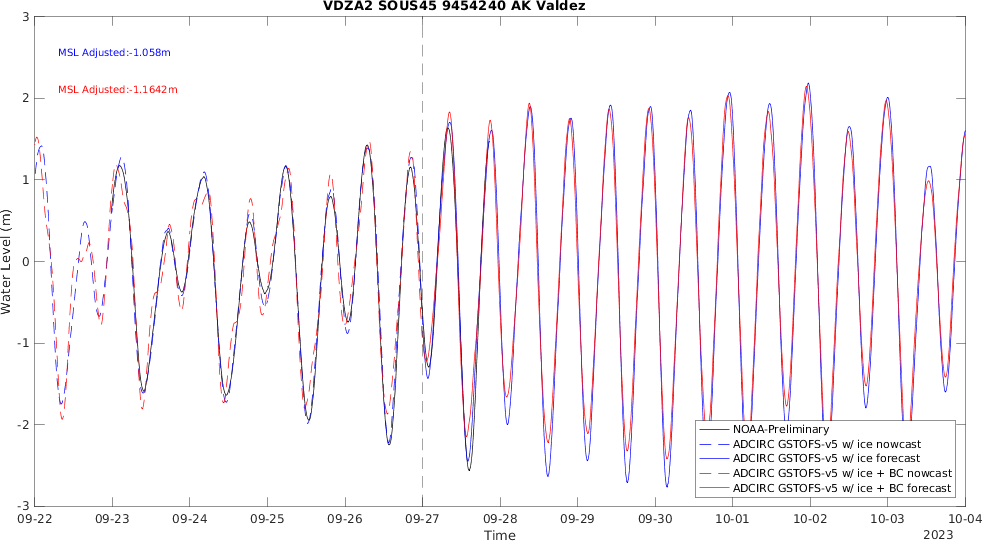 VDZA2 SOUS45 9454240 AK Valdez
MSL Adjusted:-1.058m
MSL Adjusted:-1.1642m
Water Level (m)
3
2
1
0
-1
-2
-3
NOAA-Preliminary
ADCIRC GSTOFS-v5 w/ ice nowcast
ADCIRC GSTOFS-v5 w/ ice forecast
ADCIRC GSTOFS-v5 w/ ice + BC nowcast
ADCIRC GSTOFS-v5 w/ ice + BC forecast
09-22 09-23 09-24 09-25 09-26 09-27 09-28 09-29 09-30 10-01 10-02 10-03 10-04
Time
2023